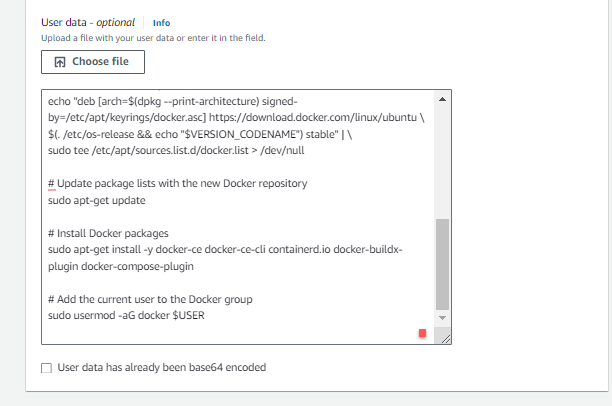 User data - optional Info
Upload a file with your user data or enter it in the field.
Choose file
echo "deb [arch=$(dpkg --print-architecture) signed-
by=/etc/apt/keyrings/docker.asc] https://download.docker.com/linux/ubuntu \
$(. /etc/os-release && echo "$VERSION_CODENAME") stable" | \
sudo tee /etc/apt/sources.list.d/docker.list > /dev/null
# Update package lists with the new Docker repository
sudo apt-get update
# Install Docker packages
sudo apt-get install -y docker-ce docker-ce-cli containerd.io docker-buildx-
plugin docker-compose-plugin
# Add the current user to the Docker group
sudo usermod -aG docker $USER
User data has already been base64 encoded